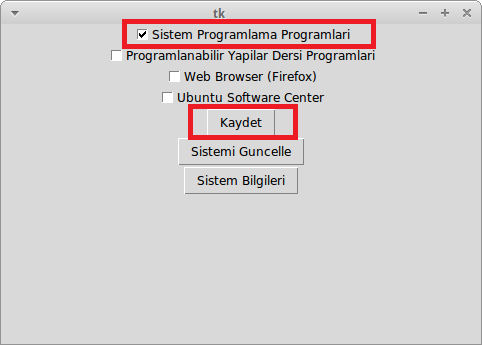 tk
Sistem Programlama Programlari
Programlanabilir Yapilar Dersi Programlari
Web Browser (Firefox)
Ubuntu Software Center
Kaydet
Sistemi Guncelle
Sistem Bilgileri